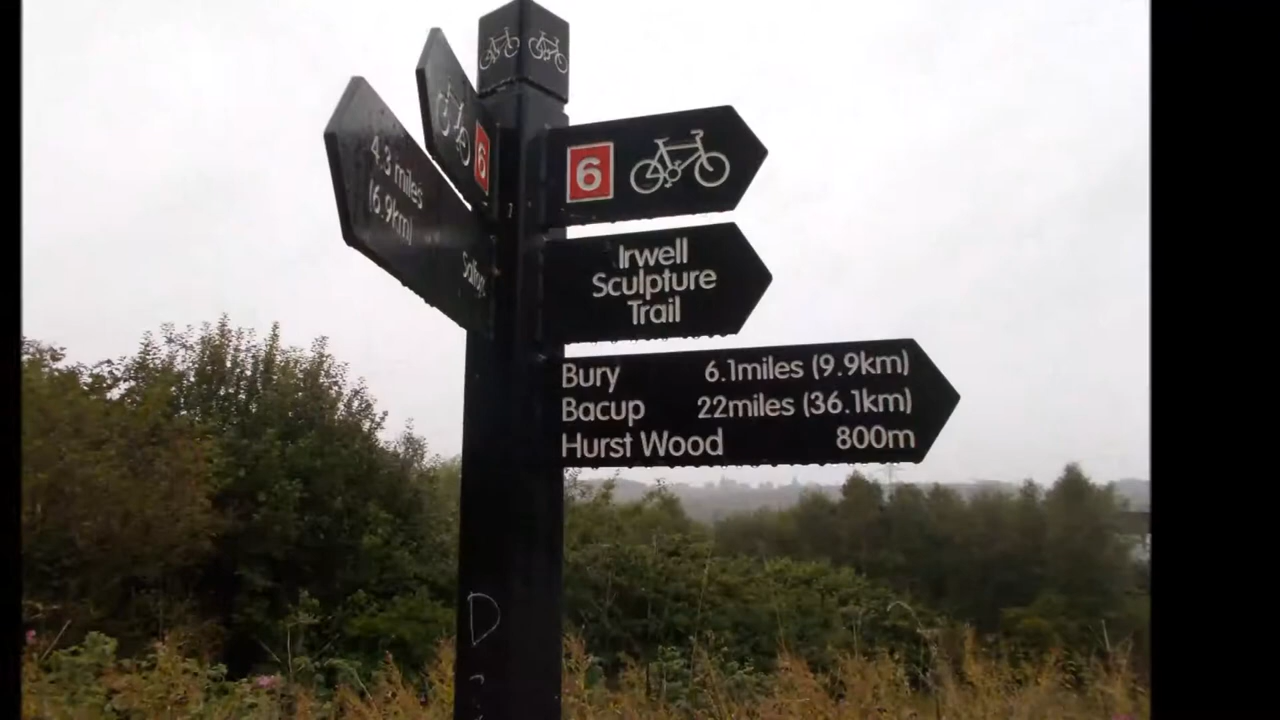 6
6
4.3 miles
(6.9km)
Salford
Irwell
Sculpture
Trail
Bury 6.1miles (9.9km)
Bacup 22miles (36.1km)
Hurst Wood 800m
D